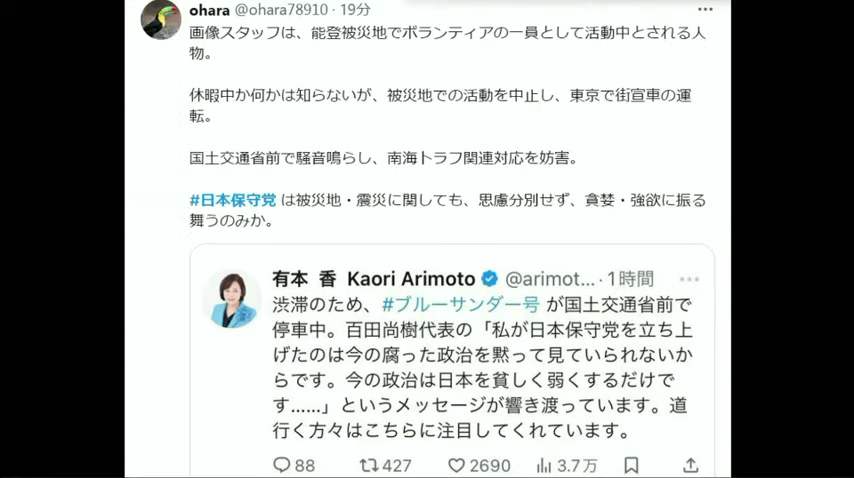 ohara @ohara78910 · 19分
画像スタッフは、能登被災地でボランティアの一員として活動中とされる人
物。
休暇中か何かは知らないが、被災地での活動を中止し、東京で街宣車の運
転。
国土交通省前で騒音鳴らし、南海トラフ関連対応を妨害。
#日本保守党 は被災地・震災に関しても、思慮分別せず、貪婪・強欲に振る
舞うのみか。
有本 香 Kaori Arimoto @arimot... · 1時間
渋滞のため、#ブルーサンダー号 が国土交通省前で
停車中。百田尚樹代表の「私が日本保守党を立ち上
げたのは今の腐った政治を黙って見ていられないか
らです。今の政治は日本を貧しく弱くするだけで
す……」というメッセージが響き渡っています。道
行く方々はこちらに注目してくれています。
88 427 2690 3.7万